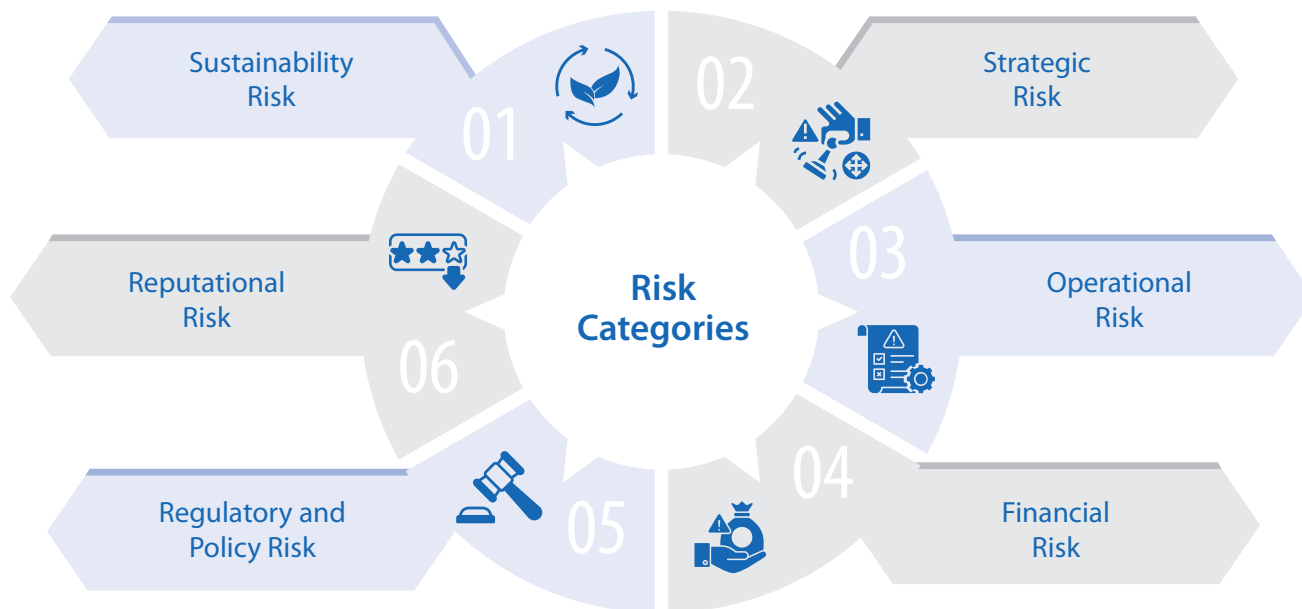 Risk
Categories
01
Sustainability
Risk
02
Strategic
Risk
03
Operational
Risk
04
Financial
Risk
05
Regulatory and
Policy Risk
06
Reputational
Risk